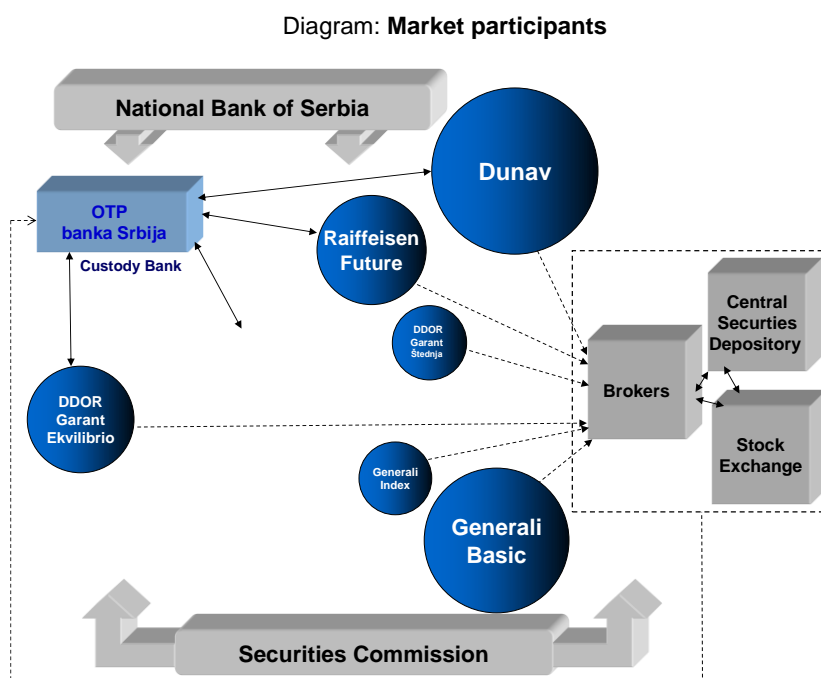 Diagram: Market participants
National Bank of Serbia
Dunav
OTP
banka Srbija
Custody Bank
Raiffeisen
Future
DDOR
Garant
Štednja
Central
Securties
Depository
Brokers
DDOR
Garant
Ekvilibrio
Stock
Exchange
Generali
Index
Generali
Basic
Securities Commission